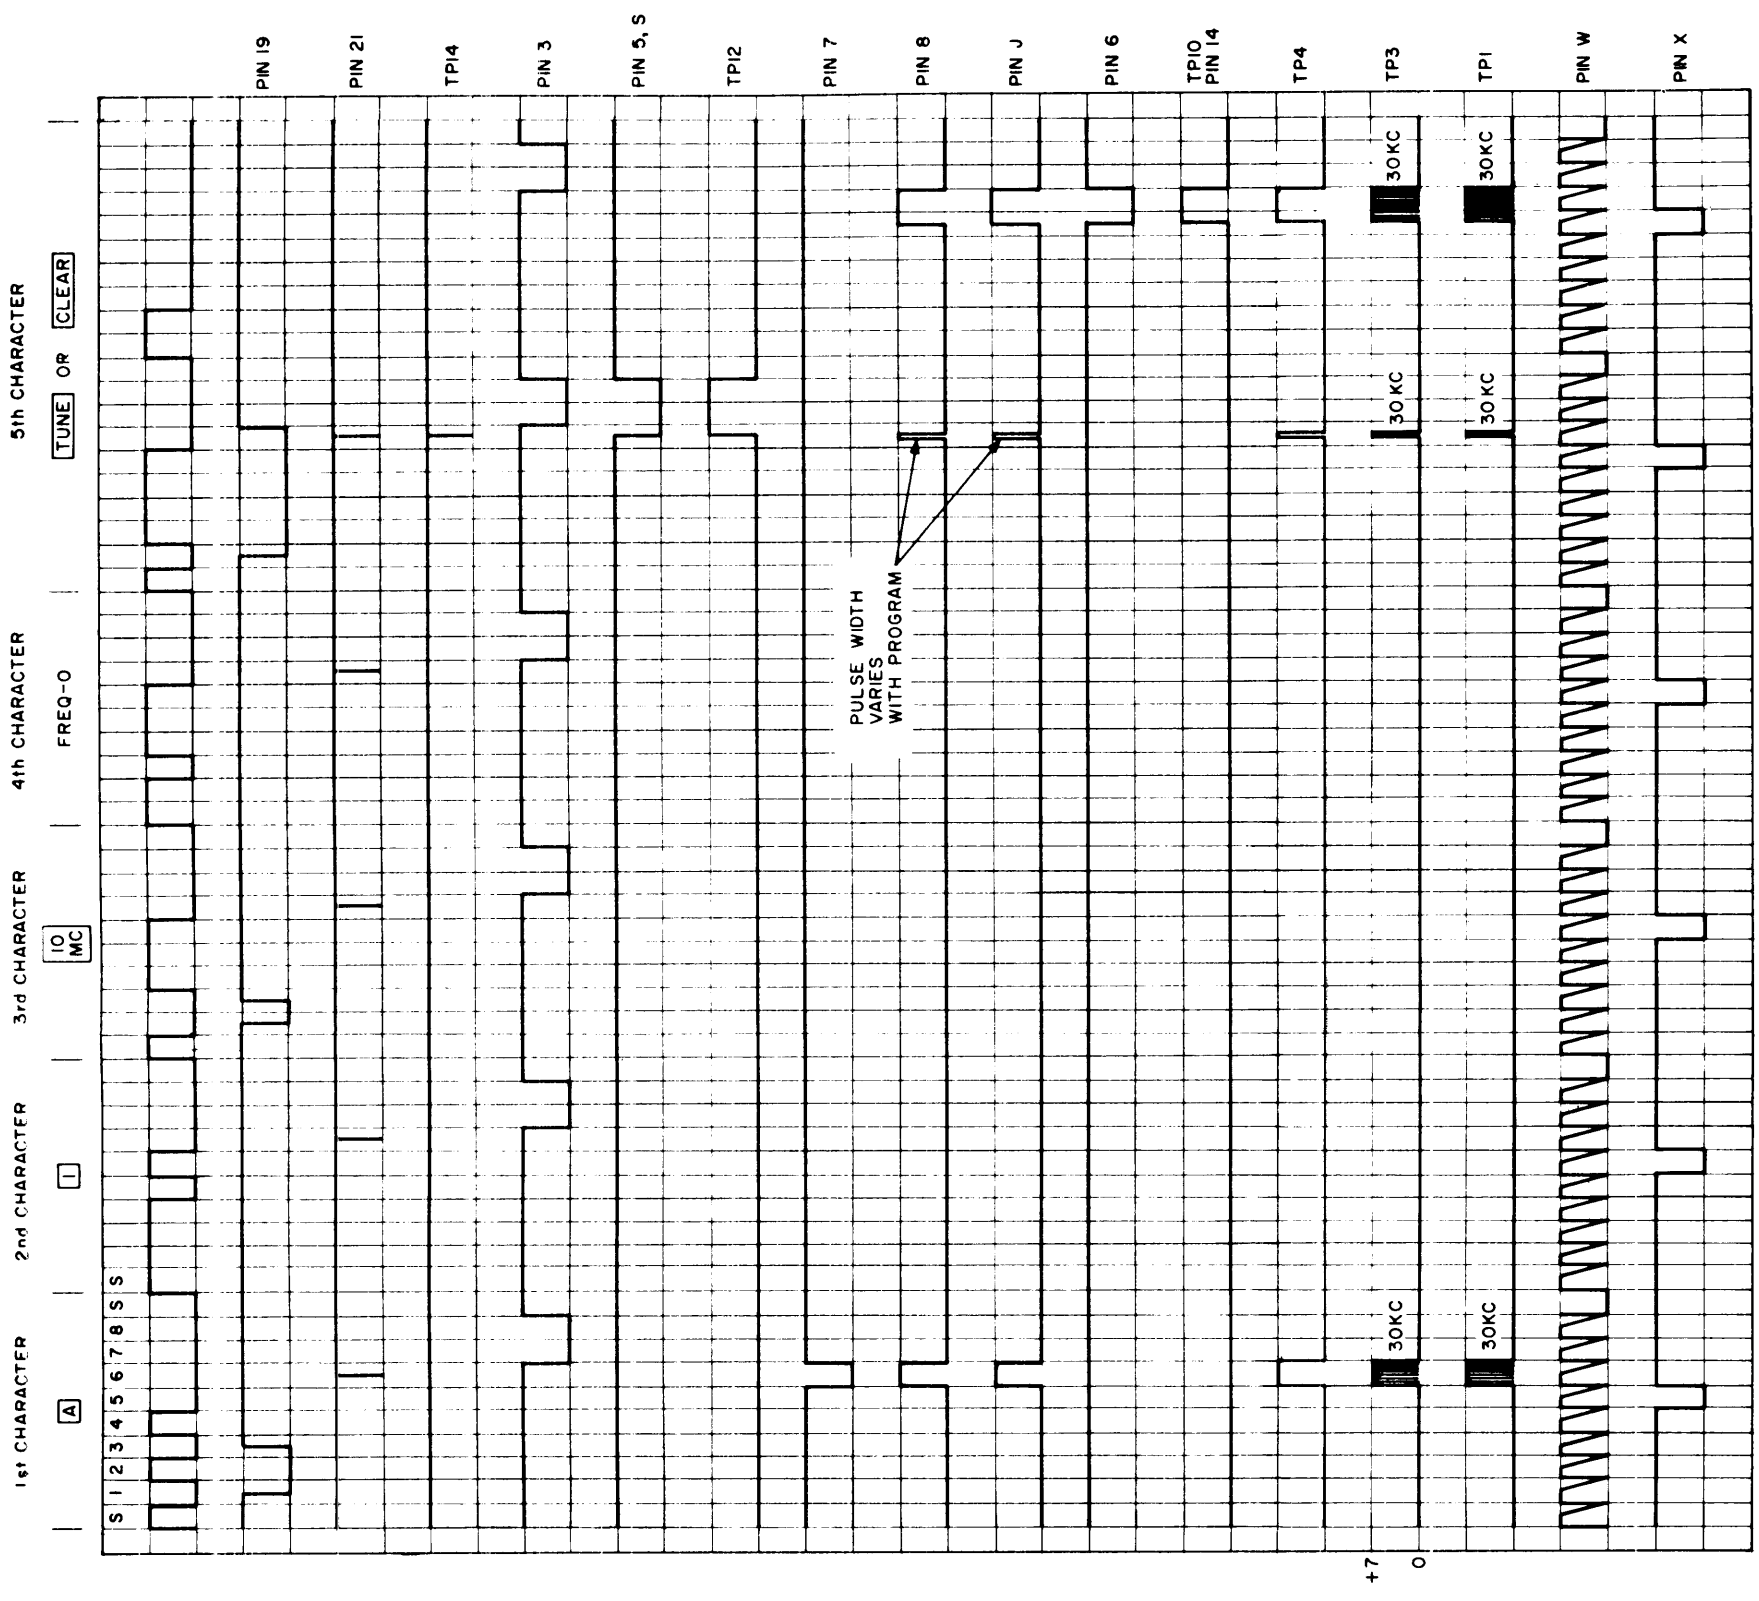 1st CHARACTER
2nd CHARACTER
3rd CHARACTER
4th CHARACTER
5th CHARACTER
A
1
10
MC
FREQ-0
TUNE OR CLEAR
S 1 2 3 4 5 6 7 8 S S
PIN 19
PIN 21
TP14
PIN 3
PIN 5, S
TP12
PIN 7
PULSE WIDTH
VARIES
WITH PROGRAM
PIN 8
PIN J
PIN 6
TP10
PIN 14
TP4
+7
30KC
30KC
30KC
TP3
0
30KC
30KC
30KC
TP1
PIN W
PIN X